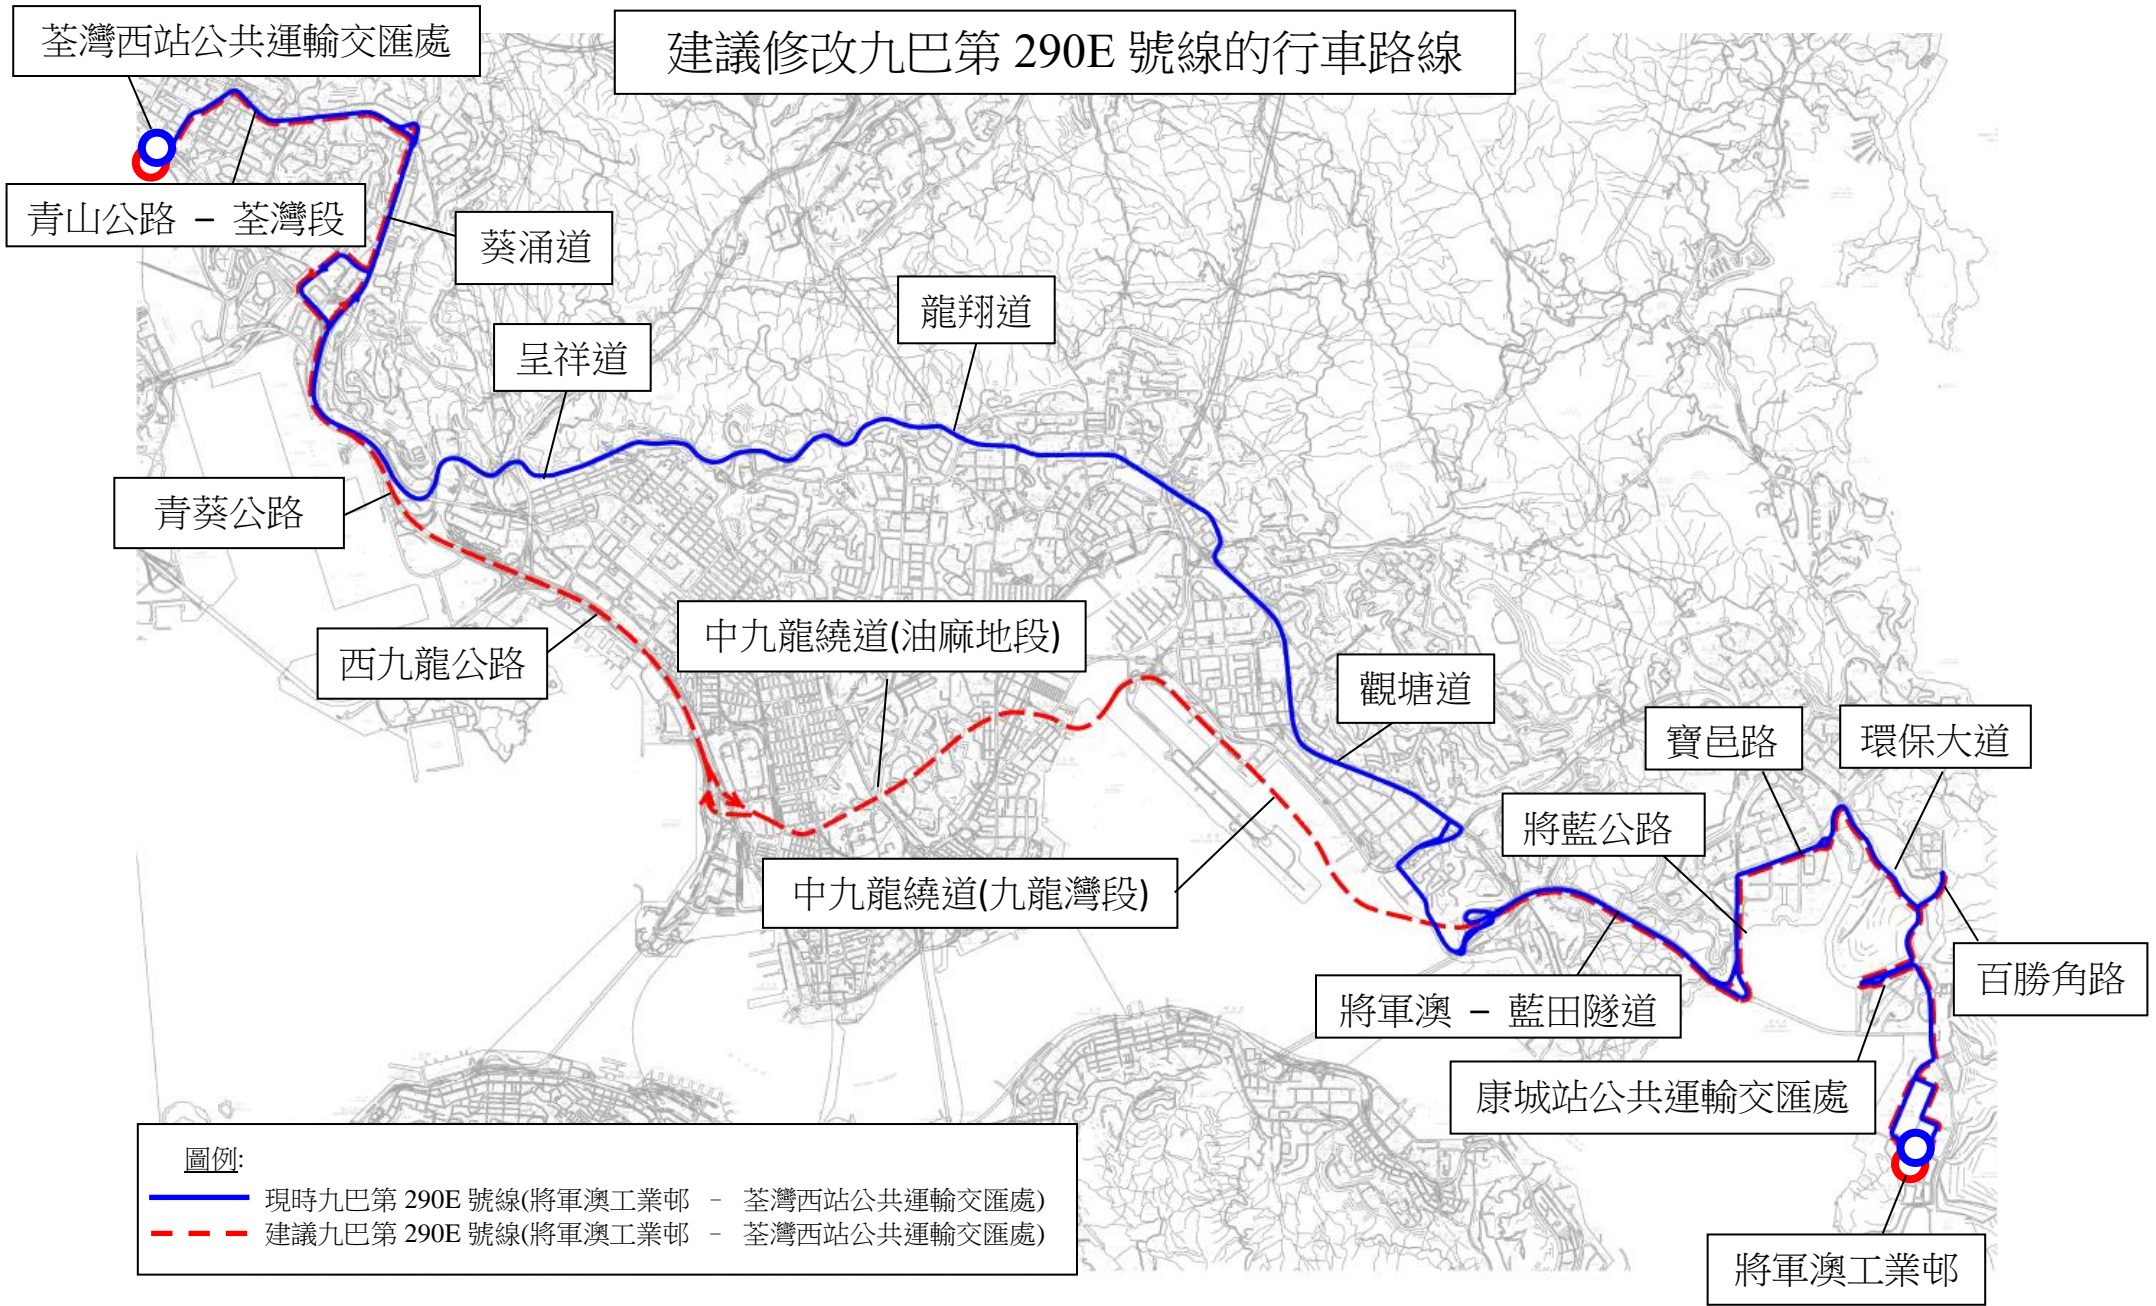 荃灣西站公共運輸交匯處
建議修改九巴第 290E 號線的行車路線
青山公路 – 荃灣段
葵涌道
龍翔道
呈祥道
青葵公路
中九龍繞道(油麻地段)
西九龍公路
觀塘道
寶邑路
環保大道
將藍公路
中九龍繞道(九龍灣段)
百勝角路
將軍澳 – 藍田隧道
康城站公共運輸交匯處
圖例:
現時九巴第 290E 號線(將軍澳工業邨 - 荃灣西站公共運輸交匯處)
建議九巴第 290E 號線(將軍澳工業邨 - 荃灣西站公共運輸交匯處)
將軍澳工業邨